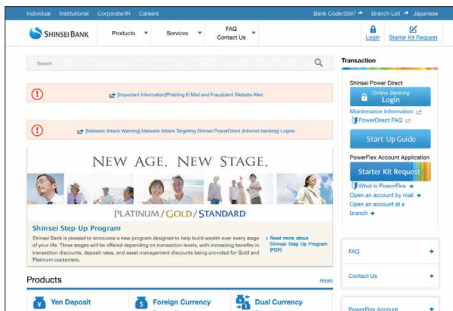 Individual Institutional Corporate/IR Careers
Bank Code:0397 Branch List Japanese
SHINSEI BANK
Products
Services
FAQ
Contact Us
Login
Starter Kit Request
Search
[Important Information]Phishing E-Mail and Fraudulent Website Alert
[Malware Attack Warning] Malware Attack Targeting Shinsei PowerDirect (Internet banking) Logins
NEW AGE. NEW STAGE.
PLATINUM/GOLD/STANDARD
Shinsei Step Up Program
Shinsei Bank is pleased to announce a new program designed to help build wealth over every stage
of your life. Three stages will be offered depending on transaction levels, with increasing benefits in
transaction discounts, deposit rates, and asset management discounts being provided for Gold and
Platinum customers.
Read more about
Shinsei Step Up Program
[PDF]
Products
more
Yen Deposit
Foreign Currency
Dual Currency
Transaction
Shinsei Power Direct
Online Banking
Login
Maintenance Information
PowerDirect FAQ
Start Up Guide
PowerFlex Account Application
Starter Kit Request
What is PowerFlex
Open an account by mail
Open an account at a
branch
FAQ
Contact Us
PowerFlex Account